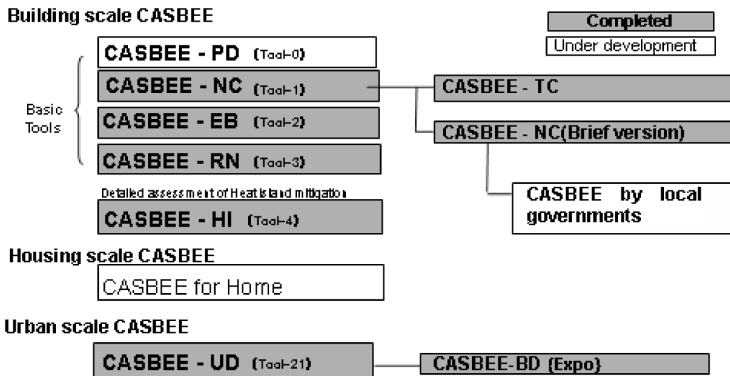 Building scale CASBEE
Completed
Under development
CASBEE - PD (Tool-0)
CASBEE - NC (Tool-1)
CASBEE - TC
Basic
Tools
CASBEE - EB (Tool-2)
CASBEE - NC(Brief version)
CASBEE - RN (Tool-3)
Detailed assessment of Heat island mitigation
CASBEE - HI (Tool-4)
CASBEE by local
governments
Housing scale CASBEE
CASBEE for Home
Urban scale CASBEE
CASBEE - UD (Tool-21)
CASBEE-BD {Expo}